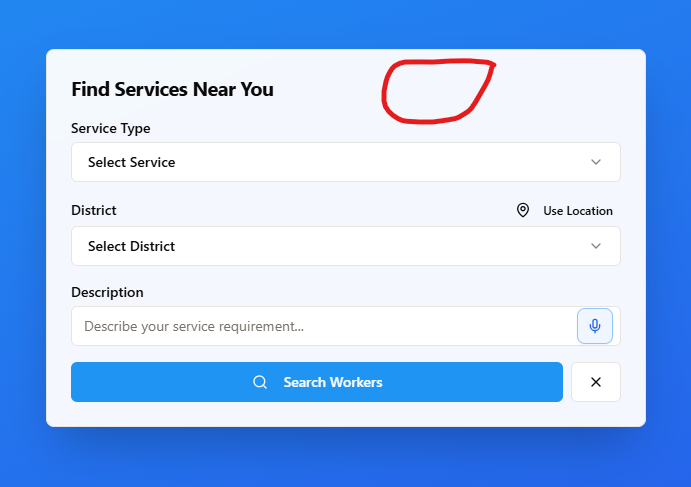 Find Services Near You
Service Type
Select Service
District
Use Location
Select District
Description
Describe your service requirement...
Search Workers